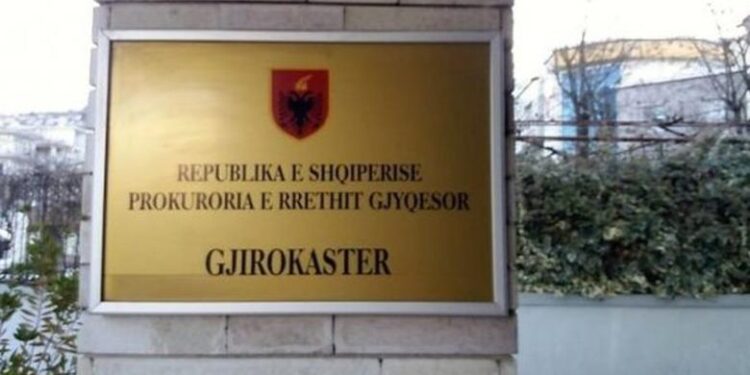 REPUBLIKA E SHQIPERISE
PROKURORIA E RRETHIT GJYQESOR
GJIROKASTER